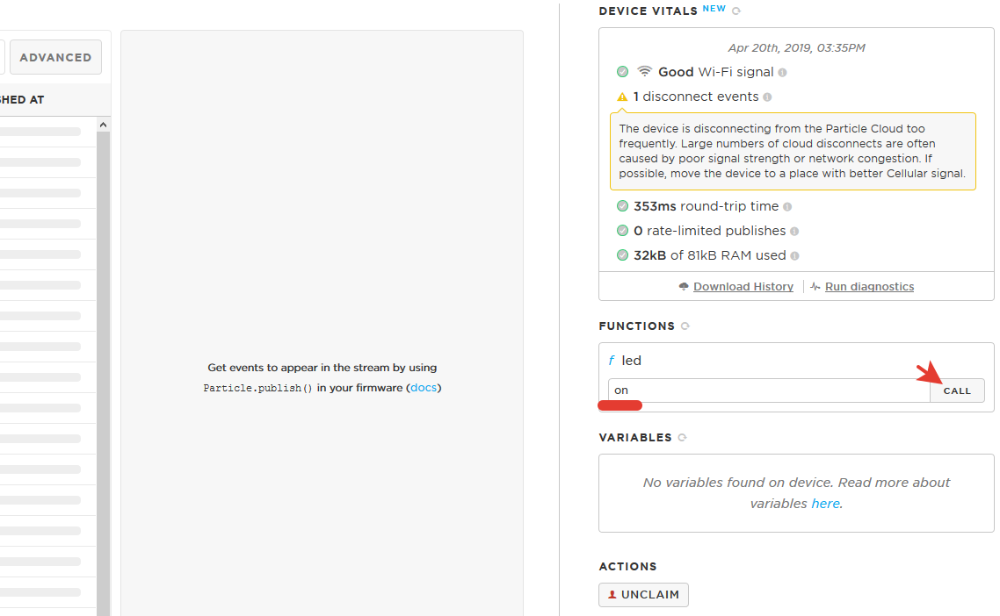 ADVANCED
SHED AT
Get events to appear in the stream by using
Particle.publish() in your firmware (docs)
DEVICE VITALS NEW
Apr 20th, 2019, 03:35PM
Good Wi-Fi signal
1 disconnect events
The device is disconnecting from the Particle Cloud too
frequently. Large numbers of cloud disconnects are often
caused by poor signal strength or network congestion. If
possible, move the device to a place with better Cellular signal.
353ms round-trip time
0 rate-limited publishes
32kB of 81kB RAM used
Download History
Run diagnostics
FUNCTIONS
f led
on
CALL
VARIABLES
No variables found on device. Read more about
variables here.
ACTIONS
UNCLAIM